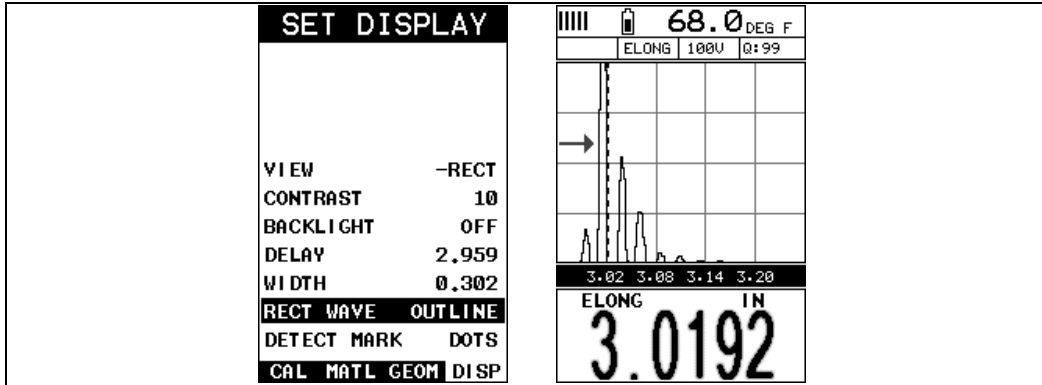 SET DISPLAY
VIEW -RECT
CONTRAST 10
BACKLIGHT OFF
DELAY 2.959
WIDTH 0.302
RECT WAVE OUTLINE
DETECT MARK DOTS
CAL MATL GEOM DISP
68.0 DEG F
ELONG 100V Q:99
3.02 3.08 3.14 3.20
ELONG IN
3.0192